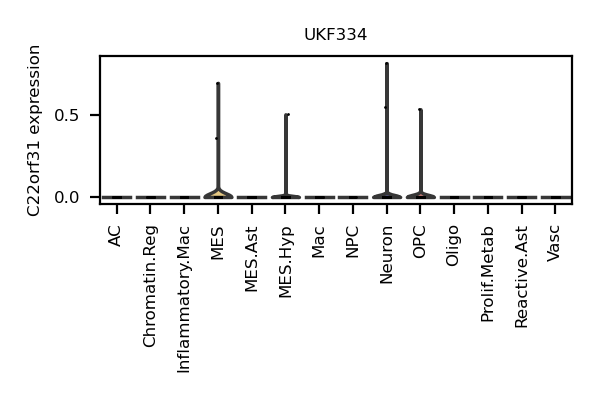 UKF334
C22orf31 expression
0.5
0.0
AC
Chromatin.Reg
Inflammatory.Mac
MES
MES.Ast
MES.Hyp
Mac
NPC
Neuron
OPC
Oligo
Prolif.Metab
Reactive.Ast
Vasc